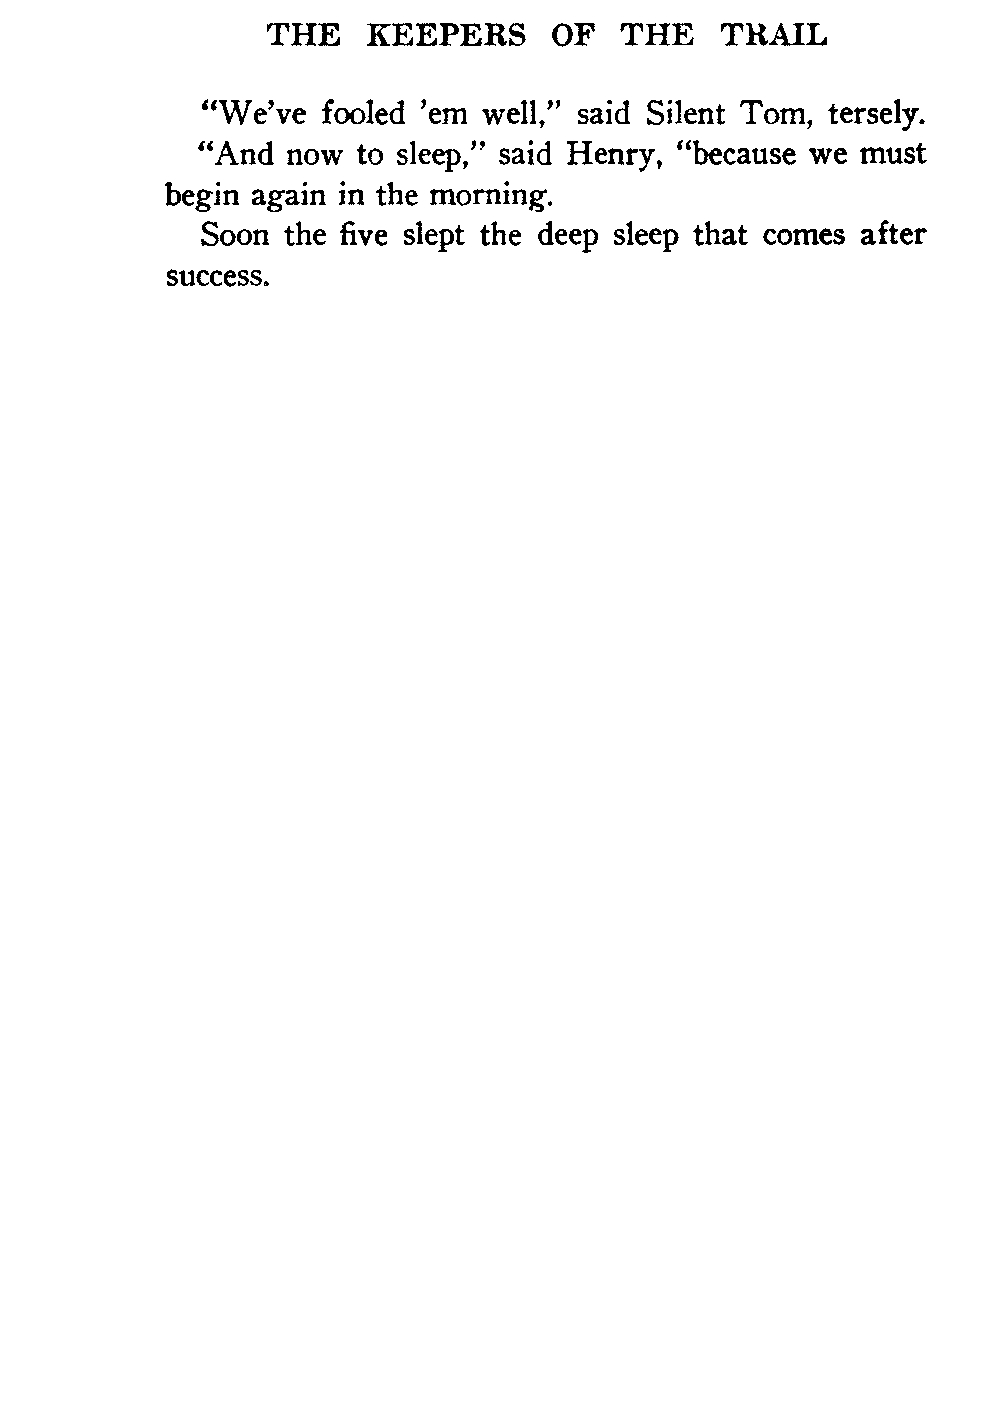 THE KEEPERS OF THE TRAIL
“We’ve fooled ’em well,” said Silent Tom, tersely.
“And now to sleep,” said Henry, “because we must
begin again in the morning.
Soon the five slept the deep sleep that comes after
success.